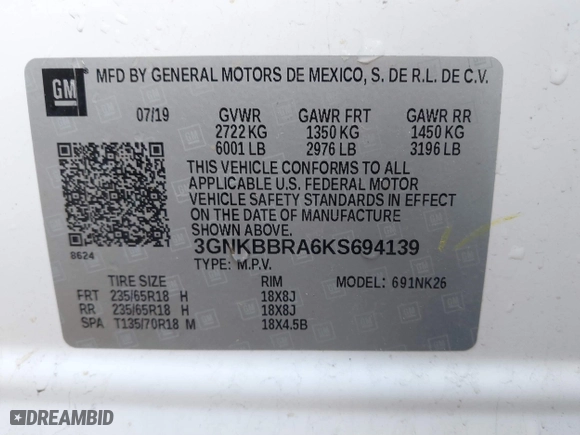 GM
MFD BY GENERAL MOTORS DE MEXICO, S. DE R.L. DE C.V.
07/19 GVWR GAWR FRT GAWR RR
2722 KG 1350 KG 1450 KG
6001 LB 2976 LB 3196 LB
THIS VEHICLE CONFORMS TO ALL
APPLICABLE U.S. FEDERAL MOTOR
VEHICLE SAFETY STANDARDS IN EFFECT
ON THE DATE OF MANUFACTURE
SHOWN ABOVE.
8624
3GNKBBRA6KS694139
TYPE: M.P.V.
TIRE SIZE RIM MODEL: 691NK26
FRT 235/65R18 H 18X8J
RR 235/65R18 H 18X8J
SPA T135/70R18 M 18X4.5B
DREAMBID